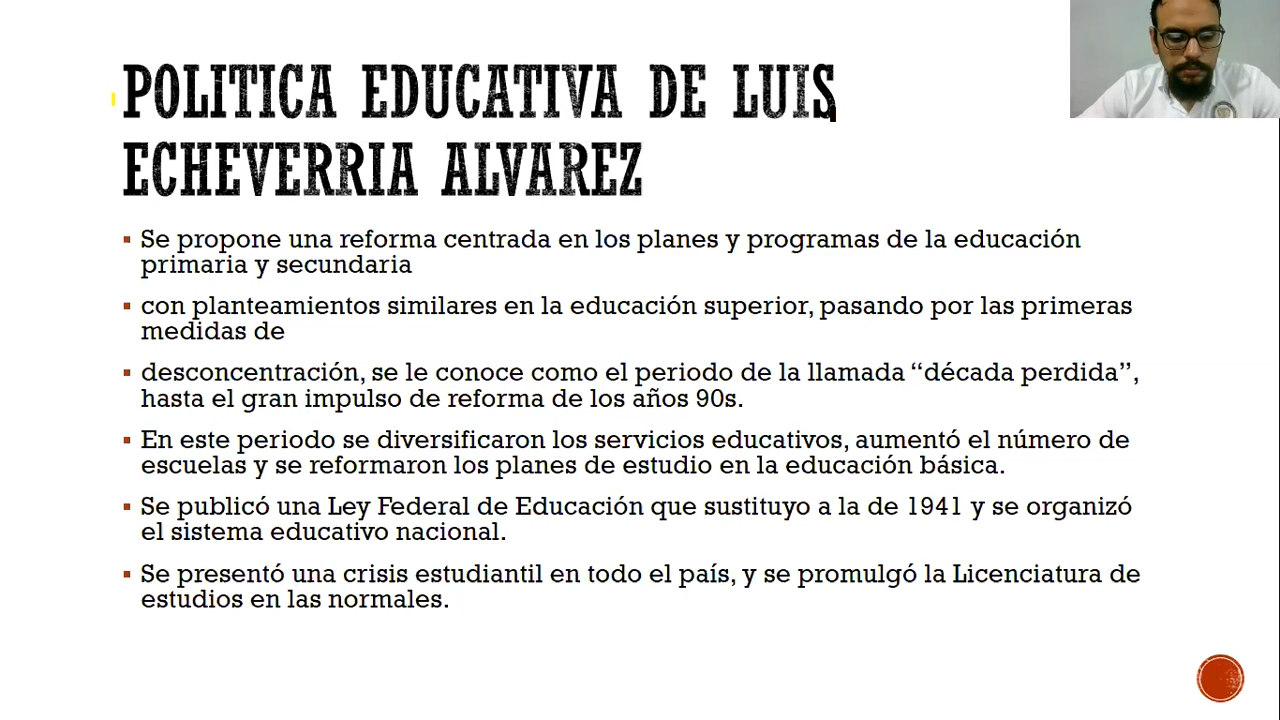 POLITICA EDUCATIVA DE LUIS
ECHEVERRIA ALVAREZ
Se propone una reforma centrada en los planes y programas de la educación
primaria y secundaria
con planteamientos similares en la educación superior, pasando por las primeras
medidas de
desconcentración, se le conoce como el periodo de la llamada “década perdida”,
hasta el gran impulso de reforma de los años 90s.
En este periodo se diversificaron los servicios educativos, aumentó el número de
escuelas y se reformaron los planes de estudio en la educación básica.
Se publicó una Ley Federal de Educación que sustituyo a la de 1941 y se organizó
el sistema educativo nacional.
Se presentó una crisis estudiantil en todo el país, y se promulgó la Licenciatura de
estudios en las normales.